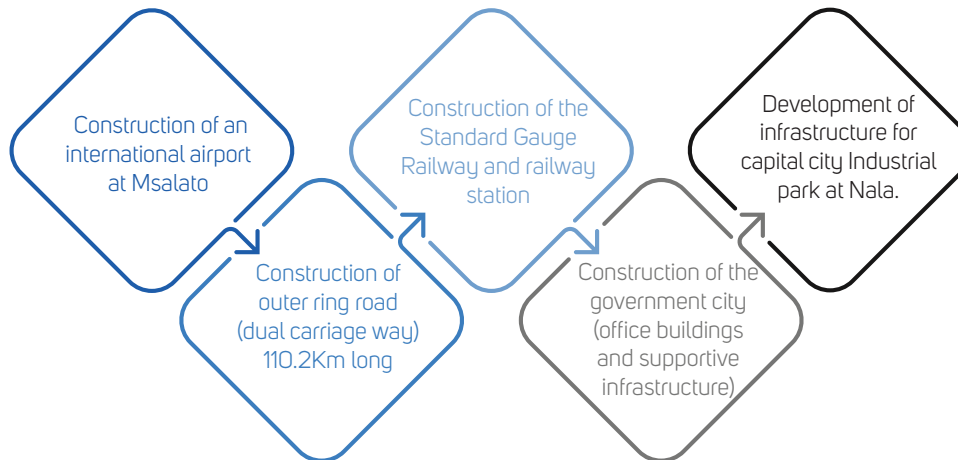 Construction of an
international airport
at Msalato
Construction of
outer ring road
(dual carriage way)
110.2Km long
Construction of the
Standard Gauge
Railway and railway
station
Construction of the
government city
(office buildings
and supportive
infrastructure)
Development of
infrastructure for
capital city Industrial
park at Nala.